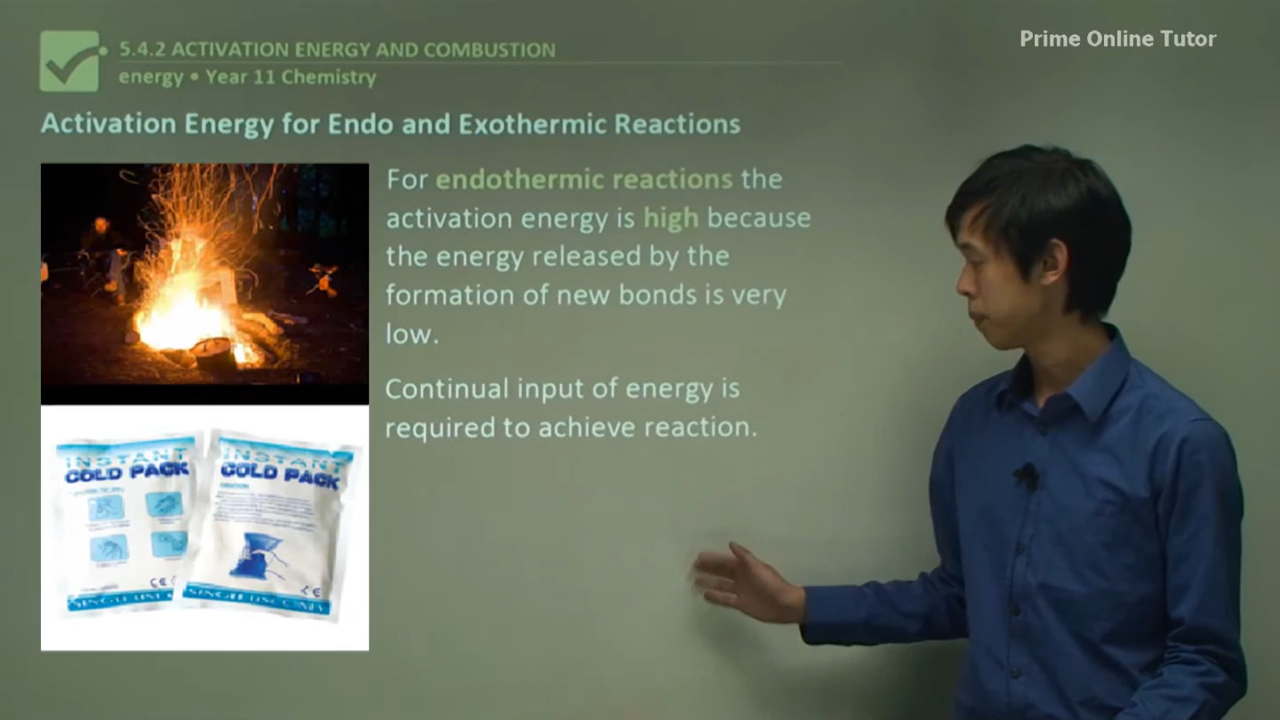 5.4.2 ACTIVATION ENERGY AND COMBUSTION
energy • Year 11 Chemistry
Prime Online Tutor
Activation Energy for Endo and Exothermic Reactions
For endothermic reactions the
activation energy is high because
the energy released by the
formation of new bonds is very
low.
Continual input of energy is
required to achieve reaction.
INSTANT
COLD PACK
INSTANT
COLD PACK